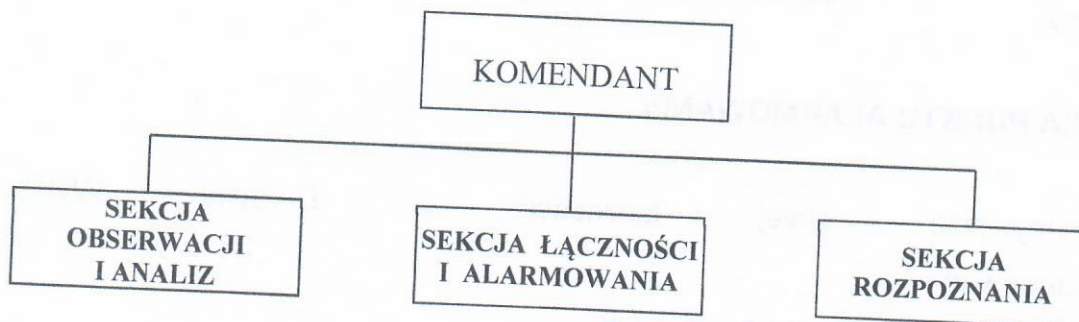 KOMENDANT
SEKCJA
OBSERWACJI
I ANALIZ
SEKCJA ŁĄCZNOŚCI
I ALARMOWANIA
SEKCJA
ROZPOZNANIA